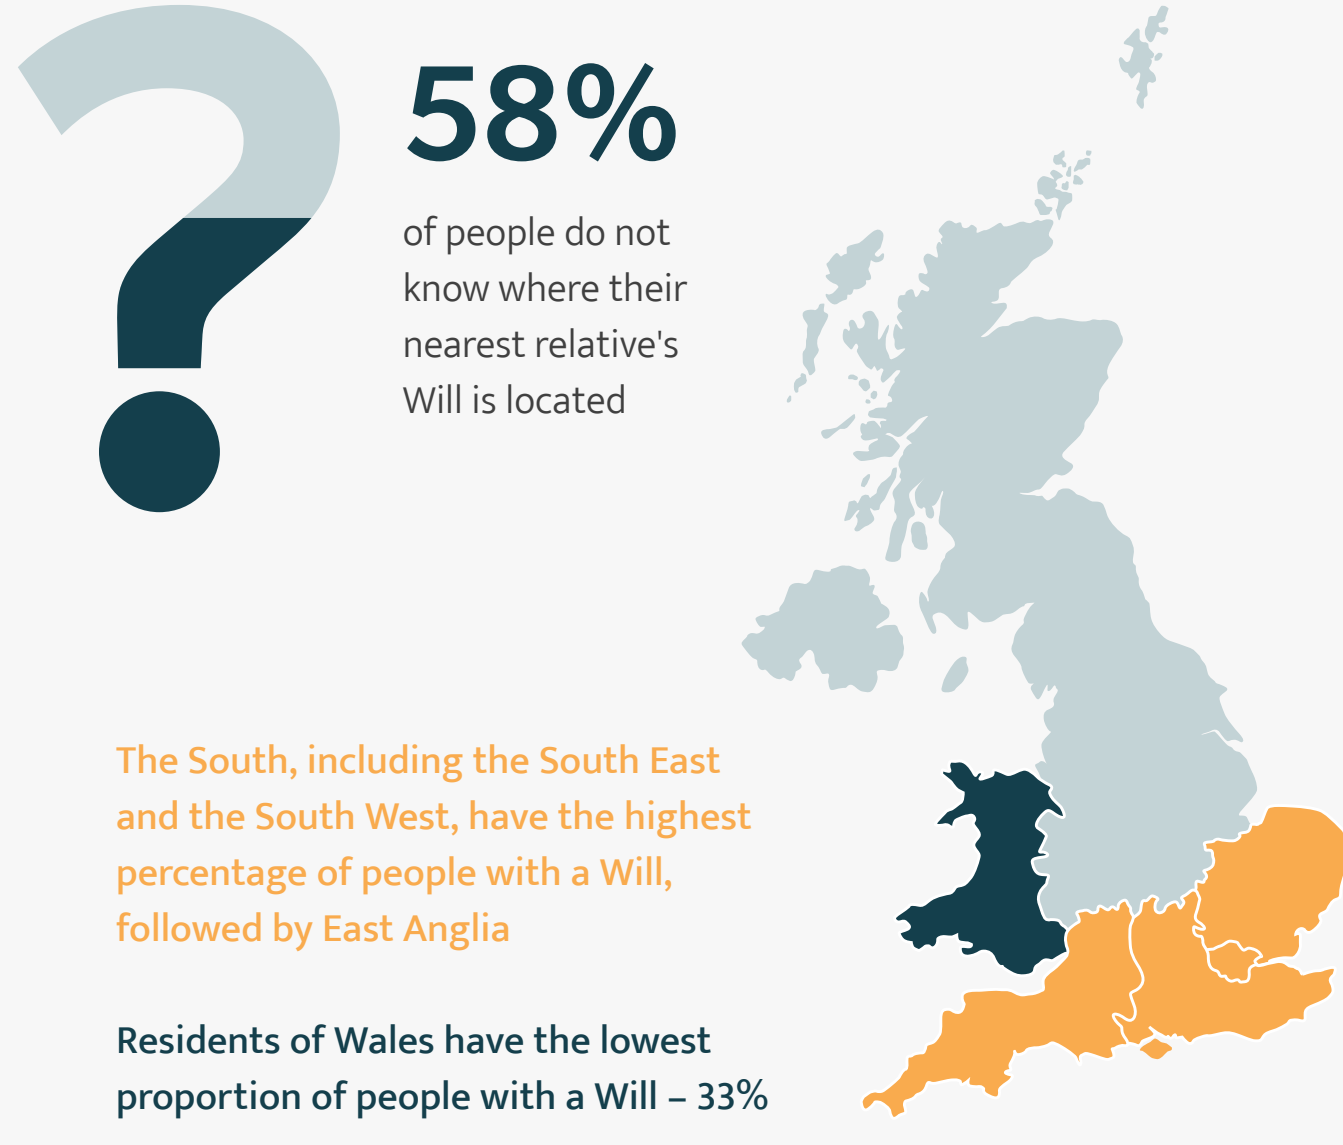 58%
of people do not
know where their
nearest relative's
Will is located
The South, including the South East
and the South West, have the highest
percentage of people with a Will,
followed by East Anglia
Residents of Wales have the lowest
proportion of people with a Will – 33%